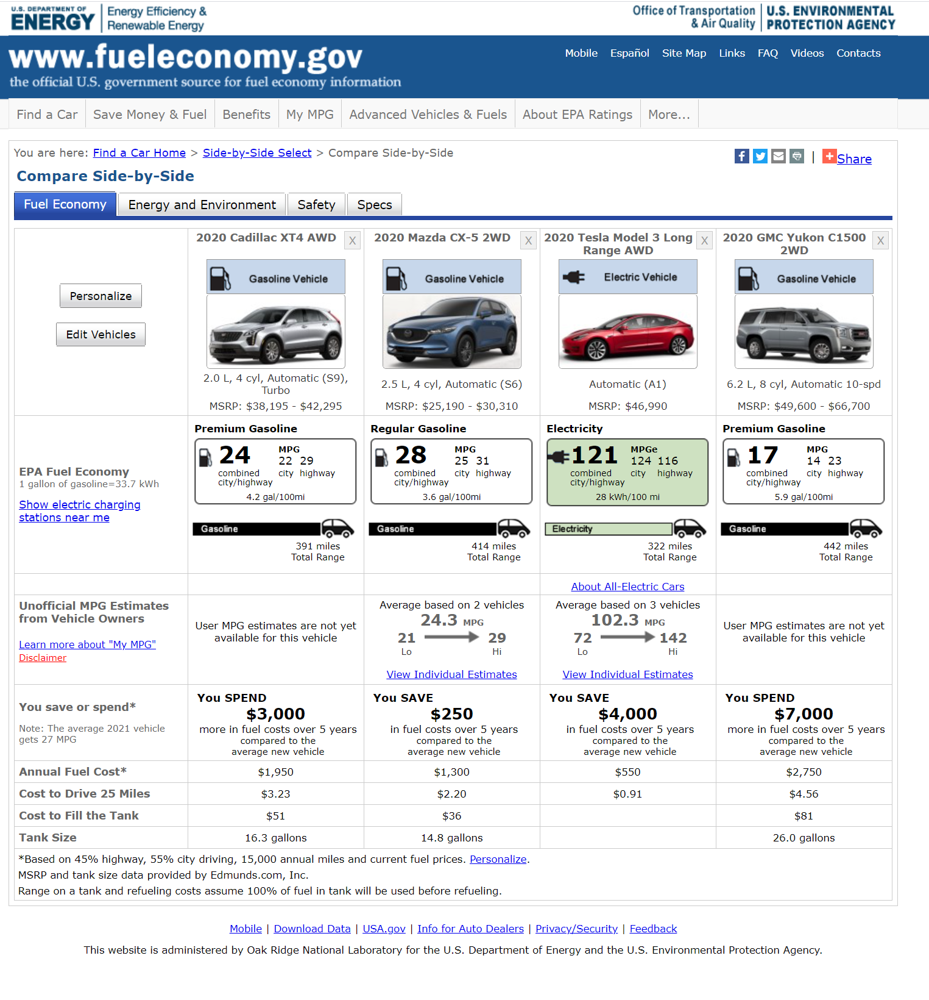 U.S. DEPARTMENT OF
ENERGY
Energy Efficiency &
Renewable Energy
Office of Transportation
& Air Quality
U.S. ENVIRONMENTAL
PROTECTION AGENCY
www.fueleconomy.gov
the official U.S. government source for fuel economy information
Mobile Español Site Map Links FAQ Videos Contacts
Find a Car Save Money & Fuel Benefits My MPG Advanced Vehicles & Fuels About EPA Ratings More...
You are here: Find a Car Home > Side-by-Side Select > Compare Side-by-Side
| Share
Compare Side-by-Side
Fuel Economy Energy and Environment Safety Specs
Personalize
Edit Vehicles
2020 Cadillac XT4 AWD X
Gasoline Vehicle
2.0 L, 4 cyl, Automatic (S9),
Turbo
MSRP: $38,195 - $42,295
2020 Mazda CX-5 2WD X
Gasoline Vehicle
2.5 L, 4 cyl, Automatic (S6)
MSRP: $25,190 - $30,310
2020 Tesla Model 3 Long X
Range AWD
Electric Vehicle
Automatic (A1)
MSRP: $46,990
2020 GMC Yukon C1500 X
2WD
Gasoline Vehicle
6.2 L, 8 cyl, Automatic 10-spd
MSRP: $49,600 - $66,700
EPA Fuel Economy
1 gallon of gasoline=33.7 kWh
Show electric charging
stations near me
Premium Gasoline
24 MPG
22 29
combined city highway
city/highway
4.2 gal/100mi
Gasoline
391 miles
Total Range
Regular Gasoline
28 MPG
25 31
combined city highway
city/highway
3.6 gal/100mi
Gasoline
414 miles
Total Range
Electricity
121 MPGe
124 116
combined city highway
city/highway
28 kWh/100 mi
Electricity
322 miles
Total Range
Premium Gasoline
17 MPG
14 23
combined city highway
city/highway
5.9 gal/100mi
Gasoline
442 miles
Total Range
About All-Electric Cars
Unofficial MPG Estimates
from Vehicle Owners
Learn more about "My MPG"
Disclaimer
User MPG estimates are not yet
available for this vehicle
Average based on 2 vehicles
24.3 MPG
21 29
Lo Hi
View Individual Estimates
Average based on 3 vehicles
102.3 MPG
72 142
Lo Hi
View Individual Estimates
User MPG estimates are not yet
available for this vehicle
You save or spend*
Note: The average 2021 vehicle
gets 27 MPG
You SPEND
$3,000
more in fuel costs over 5 years
compared to the
average new vehicle
You SAVE
$250
in fuel costs over 5 years
compared to the
average new vehicle
You SAVE
$4,000
in fuel costs over 5 years
compared to the
average new vehicle
You SPEND
$7,000
more in fuel costs over 5 years
compared to the
average new vehicle
Annual Fuel Cost* $1,950 $1,300 $550 $2,750
Cost to Drive 25 Miles $3.23 $2.20 $0.91 $4.56
Cost to Fill the Tank $51 $36 $81
Tank Size 16.3 gallons 14.8 gallons 26.0 gallons
*Based on 45% highway, 55% city driving, 15,000 annual miles and current fuel prices. Personalize.
MSRP and tank size data provided by Edmunds.com, Inc.
Range on a tank and refueling costs assume 100% of fuel in tank will be used before refueling.
Mobile | Download Data | USA.gov | Info for Auto Dealers | Privacy/Security | Feedback
This website is administered by Oak Ridge National Laboratory for the U.S. Department of Energy and the U.S. Environmental Protection Agency.